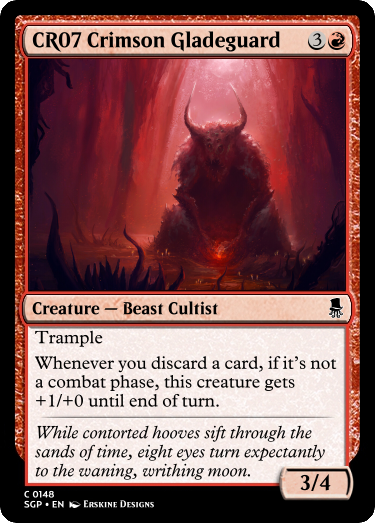 CR07 Crimson Gladeguard 3
Creature — Beast Cultist
Trample
Whenever you discard a card, if it's not
a combat phase, this creature gets
+1/+0 until end of turn.
While contorted hooves sift through the
sands of time, eight eyes turn expectantly
to the waning, writhing moon.
3/4
C 0148
SGP • EN Erskine Designs